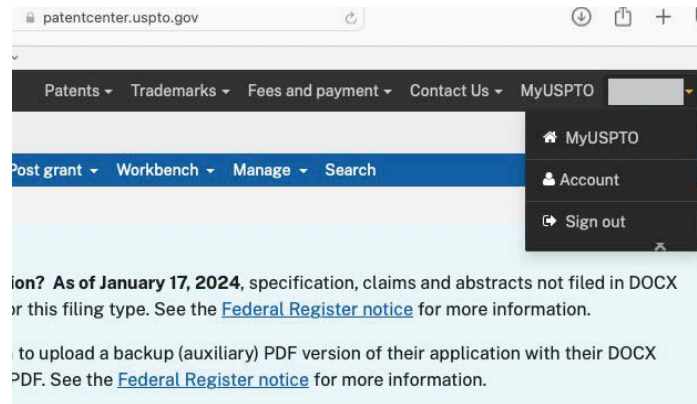 patentcenter.uspto.gov
Patents Trademarks Fees and payment Contact Us MyUSPTO
MyUSPTO
Post grant Workbench Manage Search
Account
Sign out
ion? As of January 17, 2024, specification, claims and abstracts not filed in DOCX
or this filing type. See the Federal Register notice for more information.
to upload a backup (auxiliary) PDF version of their application with their DOCX
PDF. See the Federal Register notice for more information.